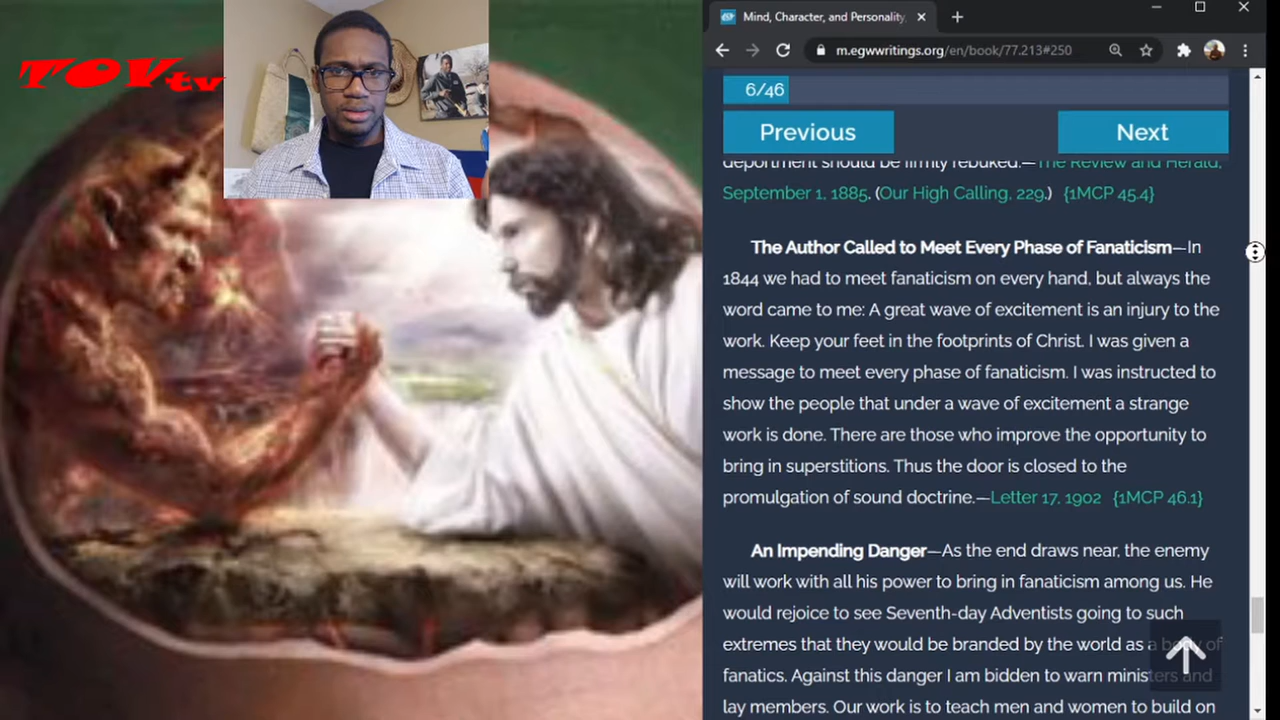 TOVtv
Mind, Character, and Personality,
m.egwwritings.org/en/book/77.213#250
6/46
Previous
Next
department should be firmly rebuked.—The Review and Herald,
September 1, 1885. (Our High Calling, 229.) {1MCP 45.4}
The Author Called to Meet Every Phase of Fanaticism—In
1844 we had to meet fanaticism on every hand, but always the
word came to me: A great wave of excitement is an injury to the
work. Keep your feet in the footprints of Christ. I was given a
message to meet every phase of fanaticism. I was instructed to
show the people that under a wave of excitement a strange
work is done. There are those who improve the opportunity to
bring in superstitions. Thus the door is closed to the
promulgation of sound doctrine.—Letter 17, 1902 {1MCP 46.1}
An Impending Danger—As the end draws near, the enemy
will work with all his power to bring in fanaticism among us. He
would rejoice to see Seventh-day Adventists going to such
extremes that they would be branded by the world as a body of
fanatics. Against this danger I am bidden to warn ministers and
lay members. Our work is to teach men and women to build on